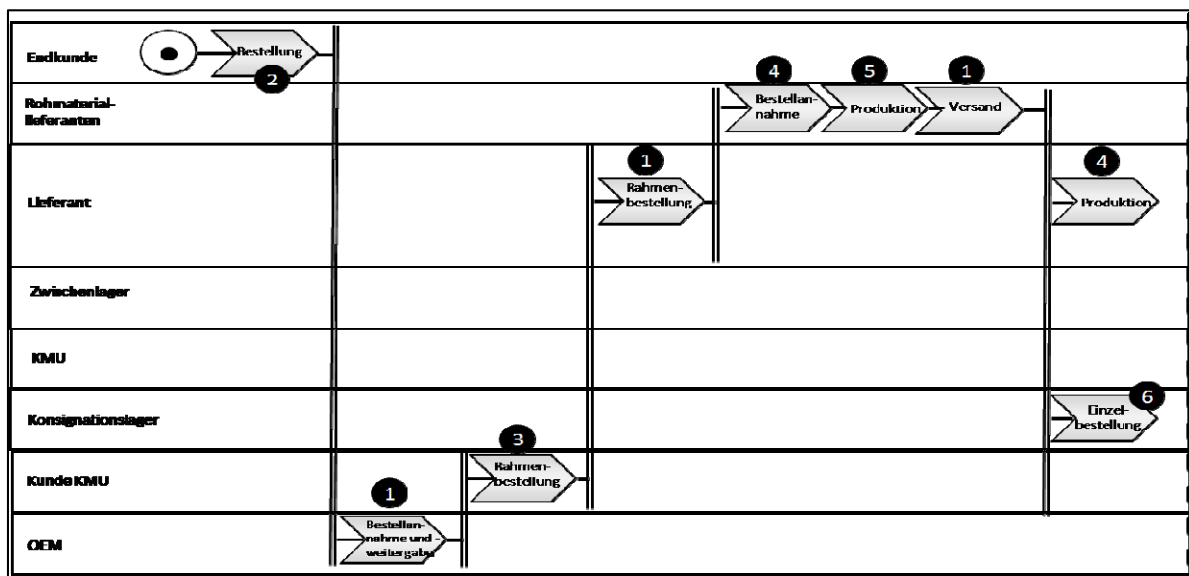 Endkunde
Bestellung
2
4
5
1
Rohmaterial-
lieferanten
Bestellan-
nahme
Produktion
Versand
1
4
Lieferant
Rahmen-
bestellung
Produktion
Zwischenlager
KMU
6
Konsignationslager
Einzel-
bestellung
3
Kunde KMU
Rahmen-
bestellung
1
OEM
Bestellan-
nahme und -
weitergabe